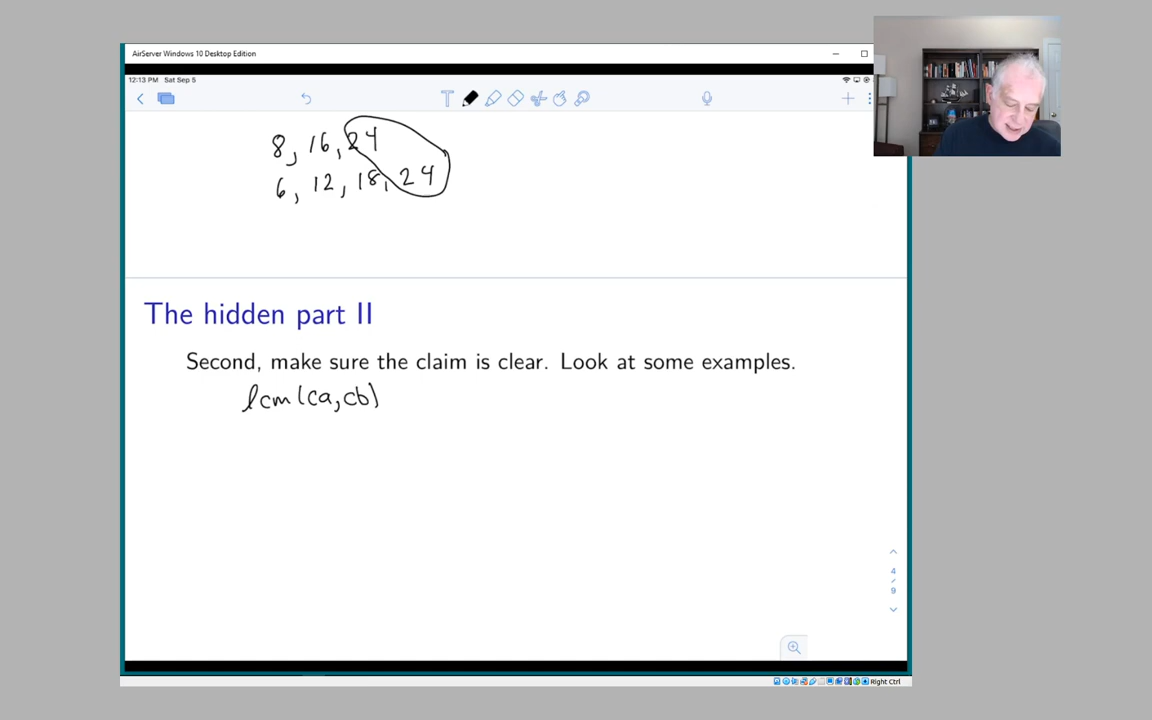 AirServer Windows 10 Desktop Edition
12:13 PM Sat Sep 5
T
8, 16, 24
6, 12, 18, 24
The hidden part II
Second, make sure the claim is clear. Look at some examples.
lcm(ca, cb)
4
9
Right Ctrl